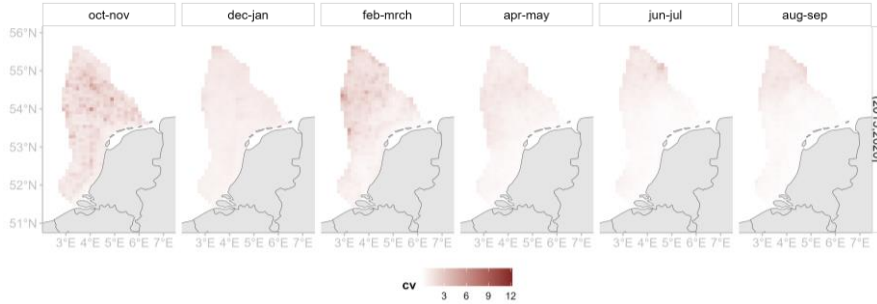 oct-nov dec-jan feb-mrch apr-may jun-jul aug-sep
56°N
55°N
54°N
53°N
52°N
51°N
3°E 4°E 5°E 6°E 7°E 3°E 4°E 5°E 6°E 7°E 3°E 4°E 5°E 6°E 7°E 3°E 4°E 5°E 6°E 7°E 3°E 4°E 5°E 6°E 7°E 3°E 4°E 5°E 6°E 7°E
cv
3 6 9 12